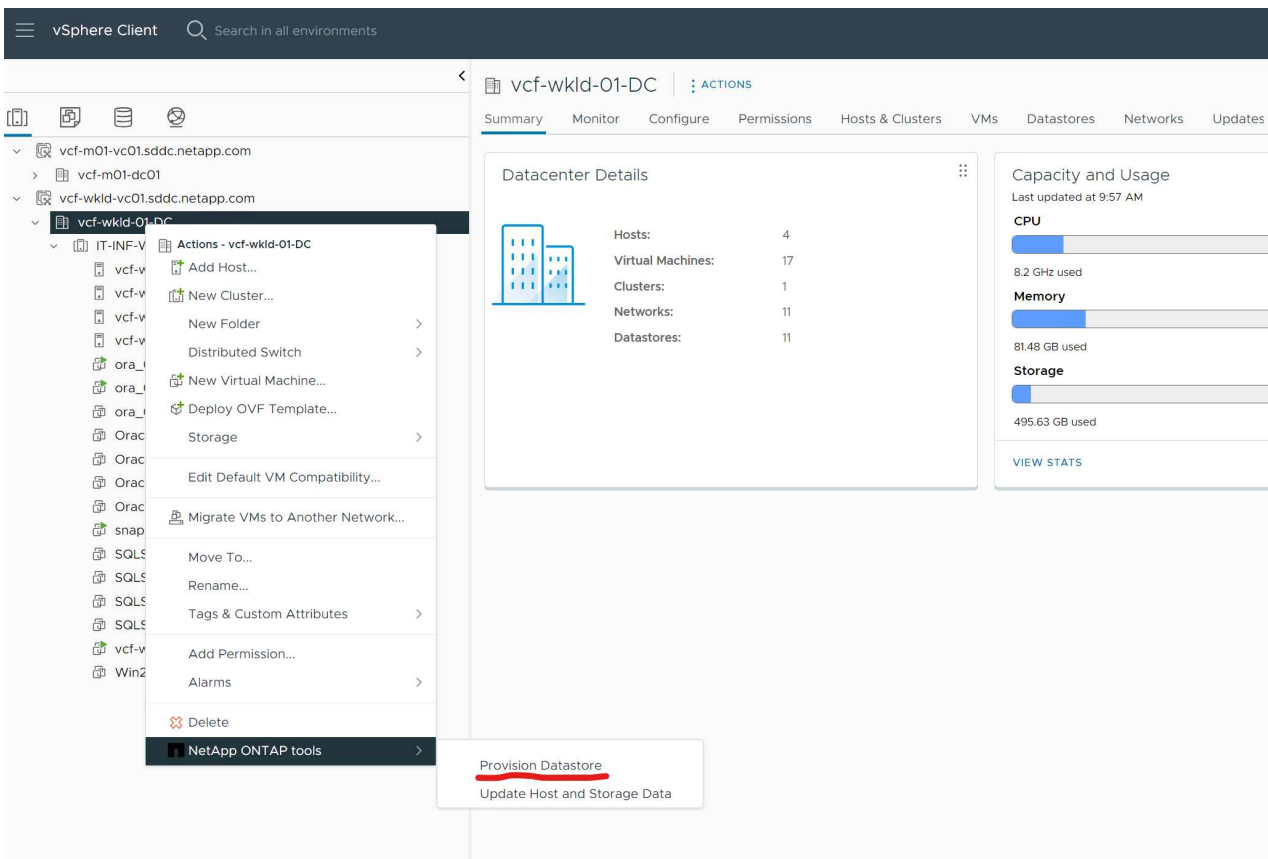 vSphere Client
Search in all environments
vcf-m01-vc01.sddc.netapp.com
vcf-m01-dc01
vcf-wkld-vc01.sddc.netapp.com
vcf-wkld-01-DC
IT-INF-
vcf-
vcf-
vcf-
vcf-
ora_
ora_
ora_
Orac
Orac
Orac
Orac
snap
SQLS
SQLS
SQLS
SQLS
vcf-
Win2
Actions - vcf-wkld-01-DC
Add Host...
New Cluster...
New Folder
Distributed Switch
New Virtual Machine...
Deploy OVF Template...
Storage
Edit Default VM Compatibility...
Migrate VMs to Another Network...
Move To...
Rename...
Tags & Custom Attributes
Add Permission...
Alarms
Delete
NetApp ONTAP tools
Provision Datastore
Update Host and Storage Data
vcf-wkld-01-DC
ACTIONS
Summary Monitor Configure Permissions Hosts & Clusters VMs Datastores Networks Updates
Datacenter Details
Hosts: 4
Virtual Machines: 17
Clusters: 1
Networks: 11
Datastores: 11
Capacity and Usage
Last updated at 9:57 AM
CPU
8.2 GHz used
Memory
81.48 GB used
Storage
495.63 GB used
VIEW STATS